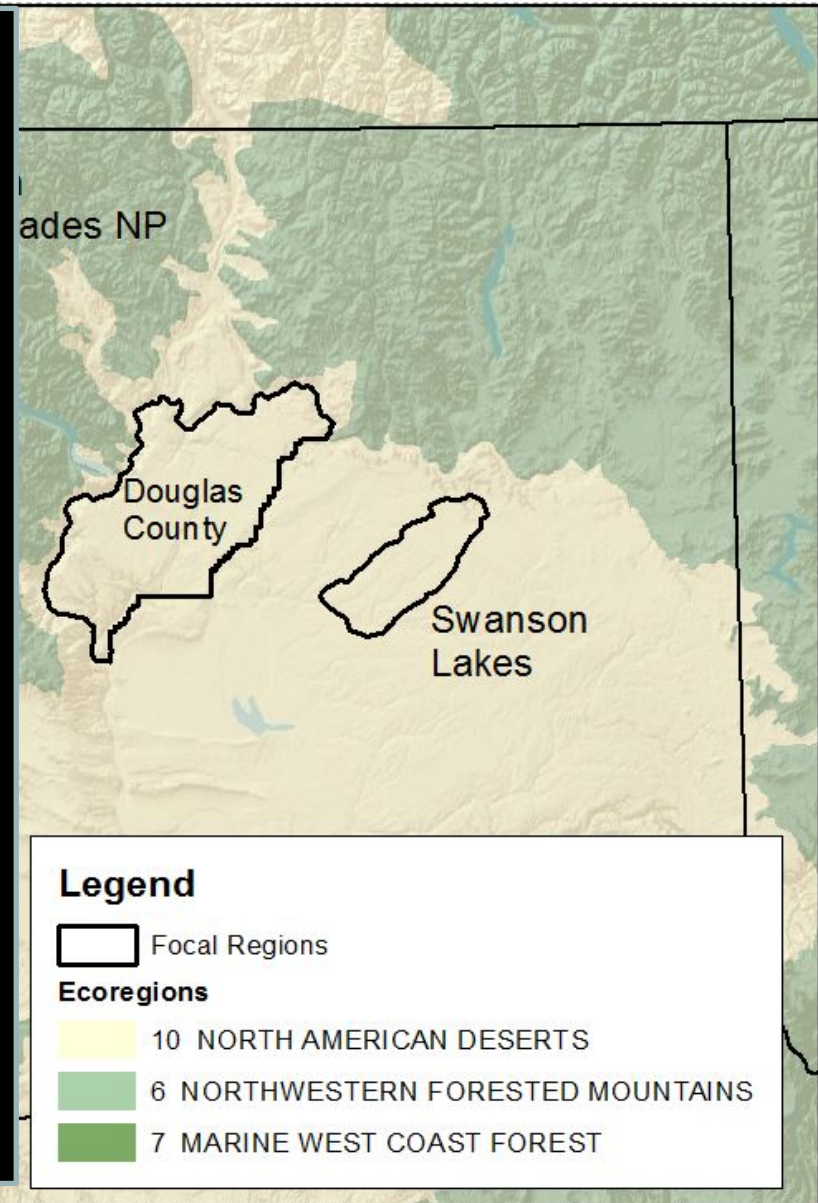 ades NP
Douglas
County
Swanson
Lakes
Legend
Focal Regions
Ecoregions
10 NORTH AMERICAN DESERTS
6 NORTHWESTERN FORESTED MOUNTAINS
7 MARINE WEST COAST FOREST